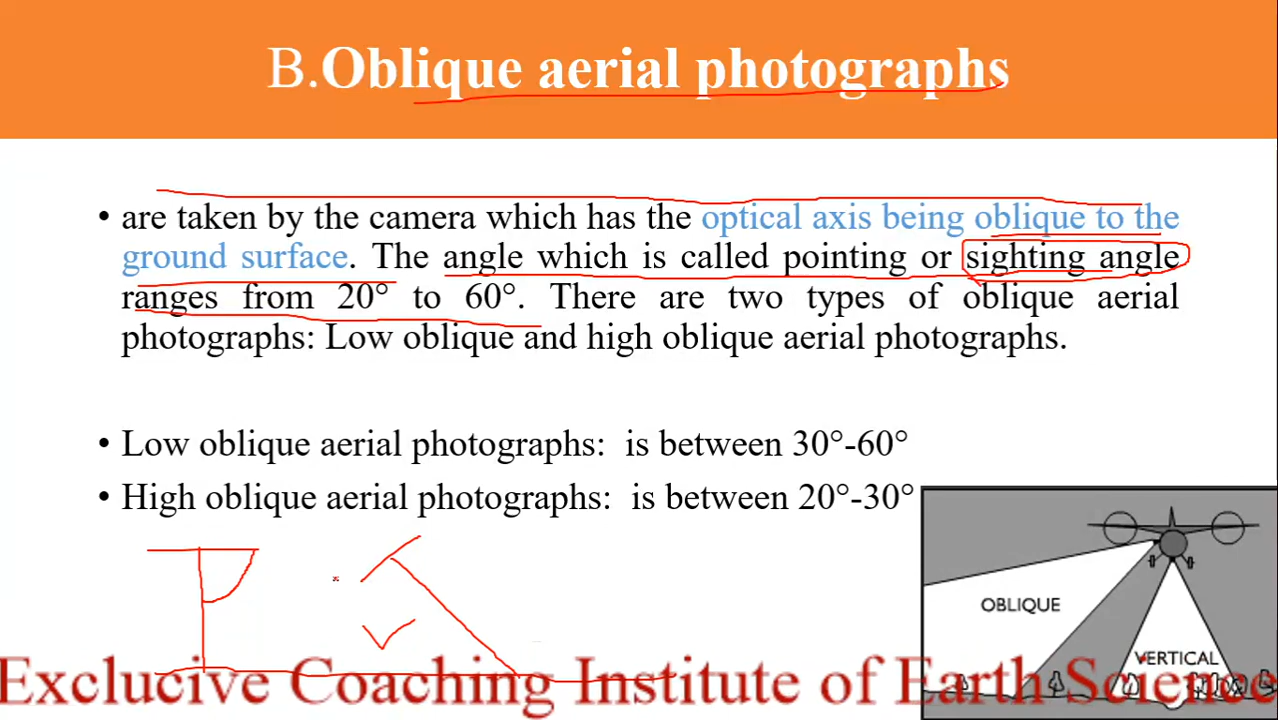 B.Oblique aerial photographs
• are taken by the camera which has the optical axis being oblique to the
ground surface. The angle which is called pointing or sighting angle
ranges from 20° to 60°. There are two types of oblique aerial
photographs: Low oblique and high oblique aerial photographs.
• Low oblique aerial photographs: is between 30°-60°
• High oblique aerial photographs: is between 20°-30°
OBLIQUE
VERTICAL
Exclucive Coaching Institute of Earth Science